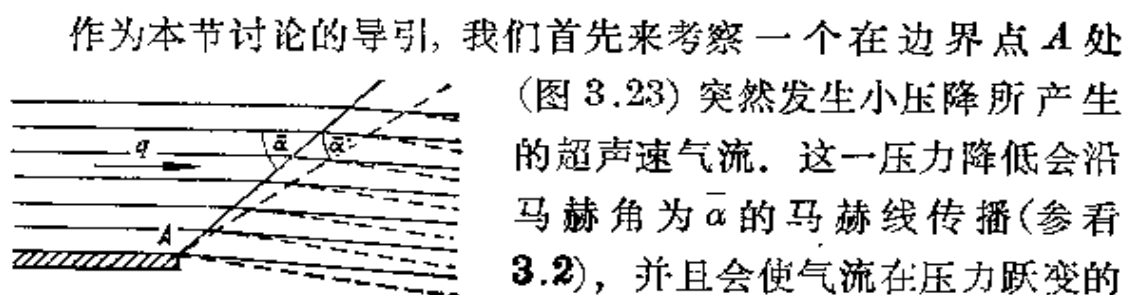 作为本节讨论的导引, 我们首先来考察一个在边界点 A 处
(图 3.23) 突然发生小压降所产生
的超声速气流. 这一压力降低会沿
马赫角为 ᾱ 的马赫线传播(参看
3.2), 并且会使气流在压力跃变的
q
ᾱ
ᾱ
A